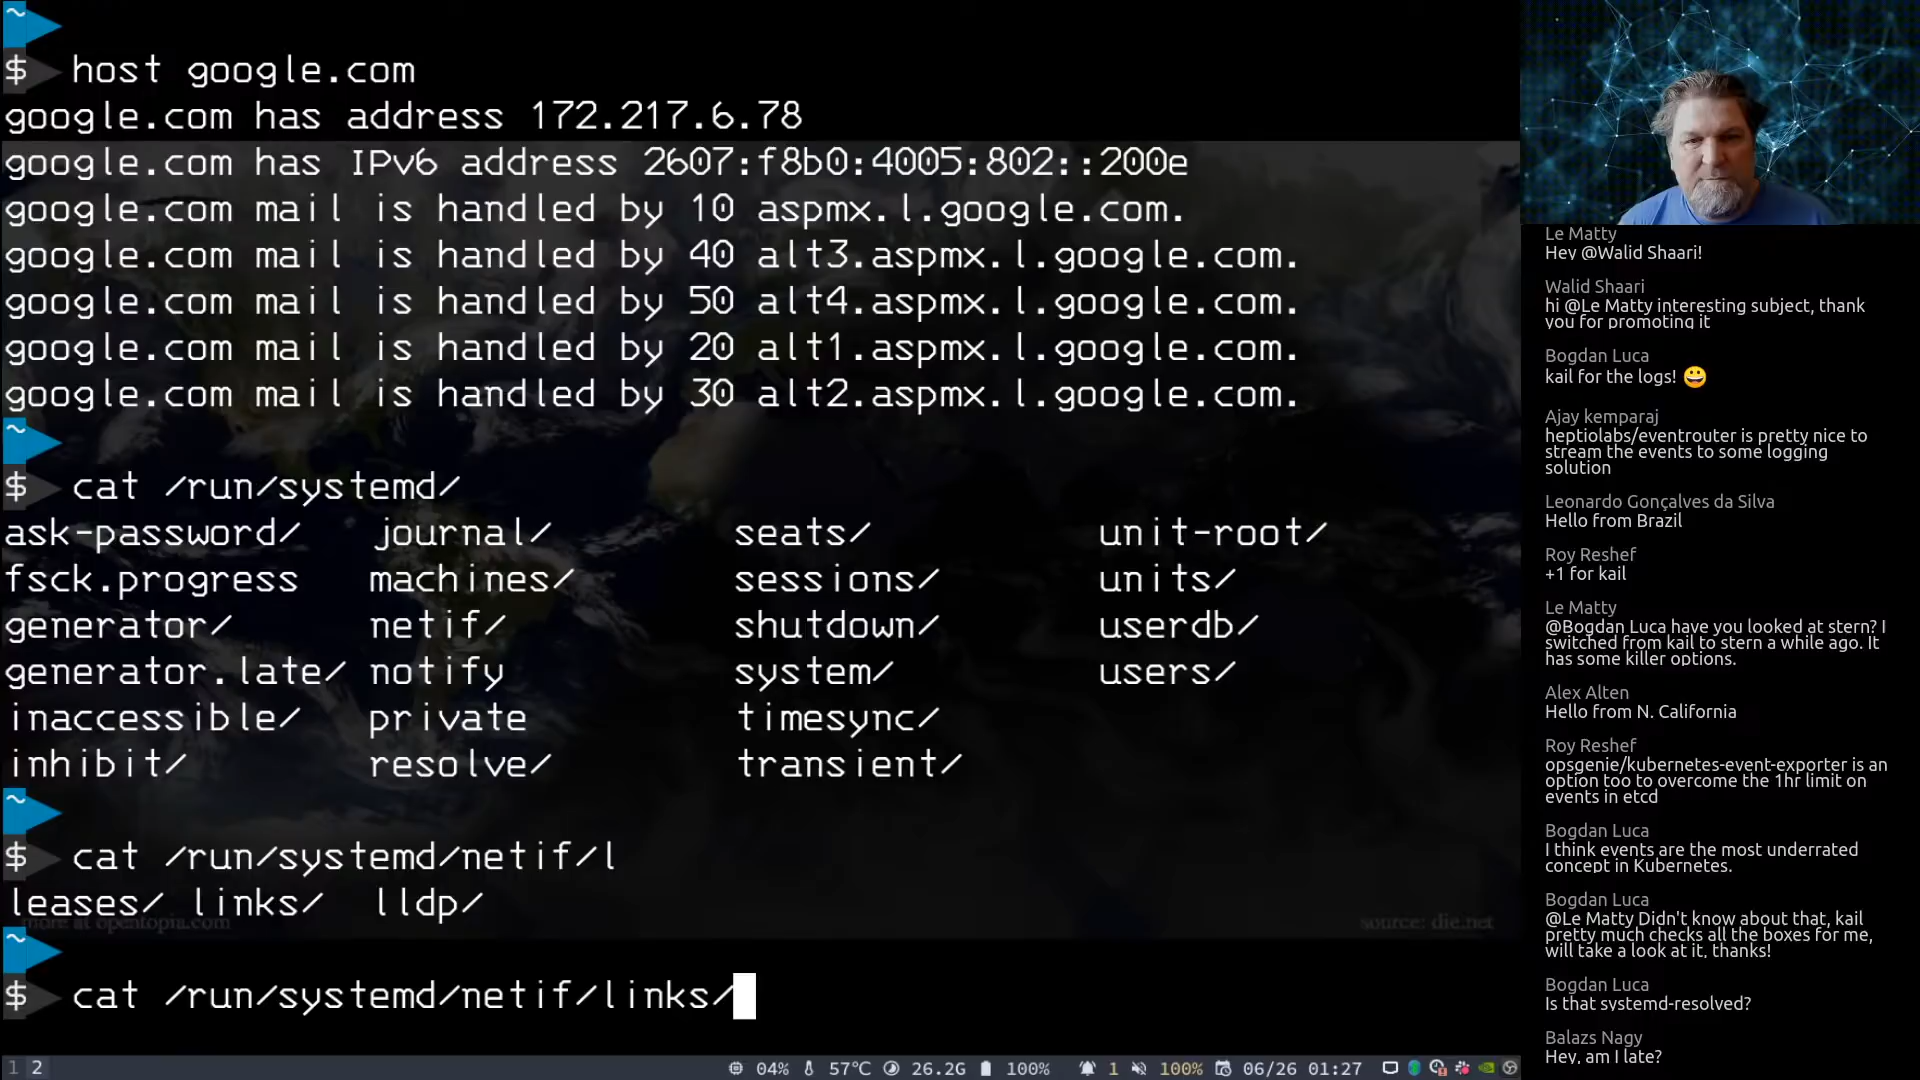 ~
$ host google.com
google.com has address 172.217.6.78
google.com has IPv6 address 2607:f8b0:4005:802::200e
google.com mail is handled by 10 aspmx.l.google.com.
google.com mail is handled by 40 alt3.aspmx.l.google.com.
google.com mail is handled by 50 alt4.aspmx.l.google.com.
google.com mail is handled by 20 alt1.aspmx.l.google.com.
google.com mail is handled by 30 alt2.aspmx.l.google.com.
~
$ cat /run/systemd/
ask-password/ journal/ seats/ unit-root/
fsck.progress machines/ sessions/ units/
generator/ netif/ shutdown/ userdb/
generator.late/ notify system/ users/
inaccessible/ private timesync/
inhibit/ resolve/ transient/
~
$ cat /run/systemd/netif/l
leases/ links/ lldp/
more at opentopia.com
source: die.net
~
$ cat /run/systemd/netif/links/
1 2
04% 57°C 26.2G 100% 1 100% 06/26 01:27
Le Matty
Hey @Walid Shaari!
Walid Shaari
hi @Le Matty interesting subject, thank
you for promoting it
Bogdan Luca
kail for the logs! 😀
Ajay kemparaj
heptiolabs/eventrouter is pretty nice to
stream the events to some logging
solution
Leonardo Gonçalves da Silva
Hello from Brazil
Roy Reshef
+1 for kail
Le Matty
@Bogdan Luca have you looked at stern? I
switched from kail to stern a while ago. It
has some killer options.
Alex Alten
Hello from N. California
Roy Reshef
opsgenie/kubernetes-event-exporter is an
option too to overcome the 1hr limit on
events in etcd
Bogdan Luca
I think events are the most underrated
concept in Kubernetes.
Bogdan Luca
@Le Matty Didn't know about that, kail
pretty much checks all the boxes for me,
will take a look at it, thanks!
Bogdan Luca
Is that systemd-resolved?
Balazs Nagy
Hey, am I late?